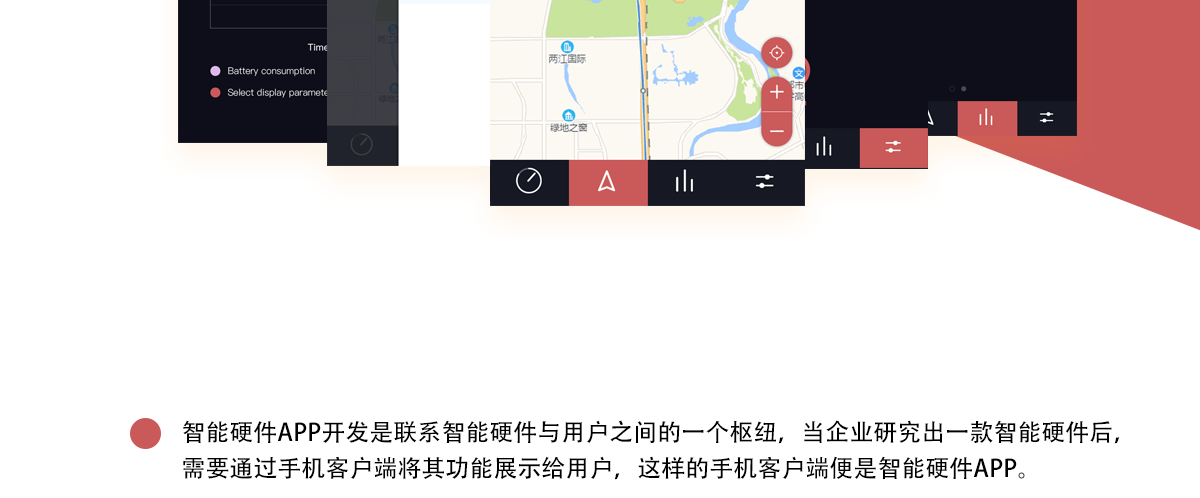 Time
Battery consumption
Select display paramete
两江国际
绿地之窗
智能硬件APP开发是联系智能硬件与用户之间的一个枢纽，当企业研究出一款智能硬件后，
需要通过手机客户端将其功能展示给用户，这样的手机客户端便是智能硬件APP。